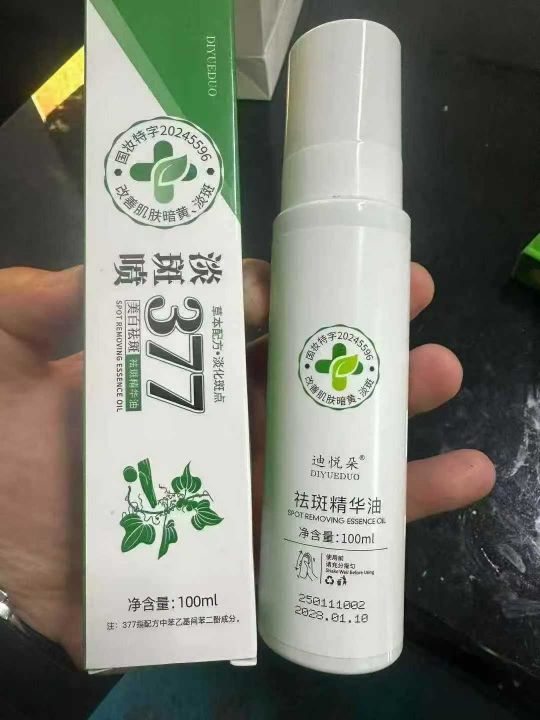 DIYUEDUO
国妆特字20245596
改善肌肤暗黄、淡斑
淡斑喷
377
草本配方·淡化斑点
美白祛斑 祛斑精华油
SPOT REMOVING ESSENCE OIL
净含量:100ml
注:377指配方中苯乙基间苯二酚成分。
国妆特字20245596
改善肌肤暗黄、淡斑
迪悦朵®
DIYUEDUO
祛斑精华油
SPOT REMOVING ESSENCE OIL
净含量:100ml
使用前
请充分摇匀
Shake Well Before Using
250111002
2028.01.10